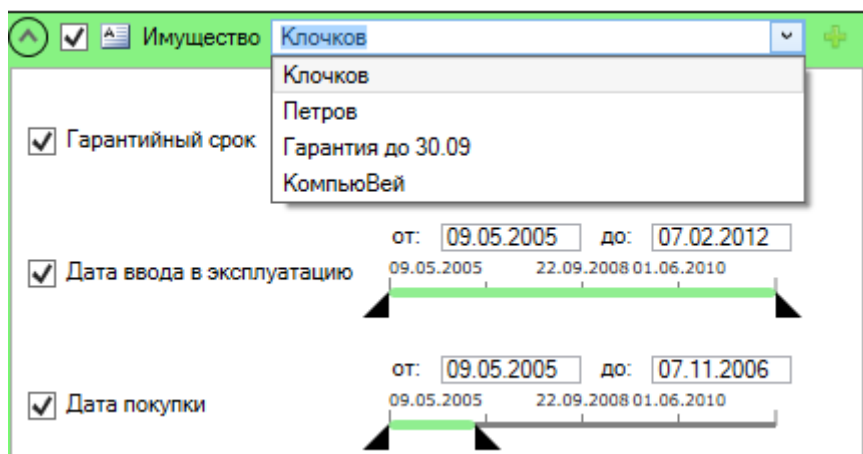 Имущество Клочков
Клочков
Петров
Гарантийный срок Гарантия до 30.09
КомпьюВей
от: 09.05.2005 до: 07.02.2012
Дата ввода в эксплуатацию 09.05.2005 22.09.2008 01.06.2010
от: 09.05.2005 до: 07.11.2006
Дата покупки 09.05.2005 22.09.2008 01.06.2010